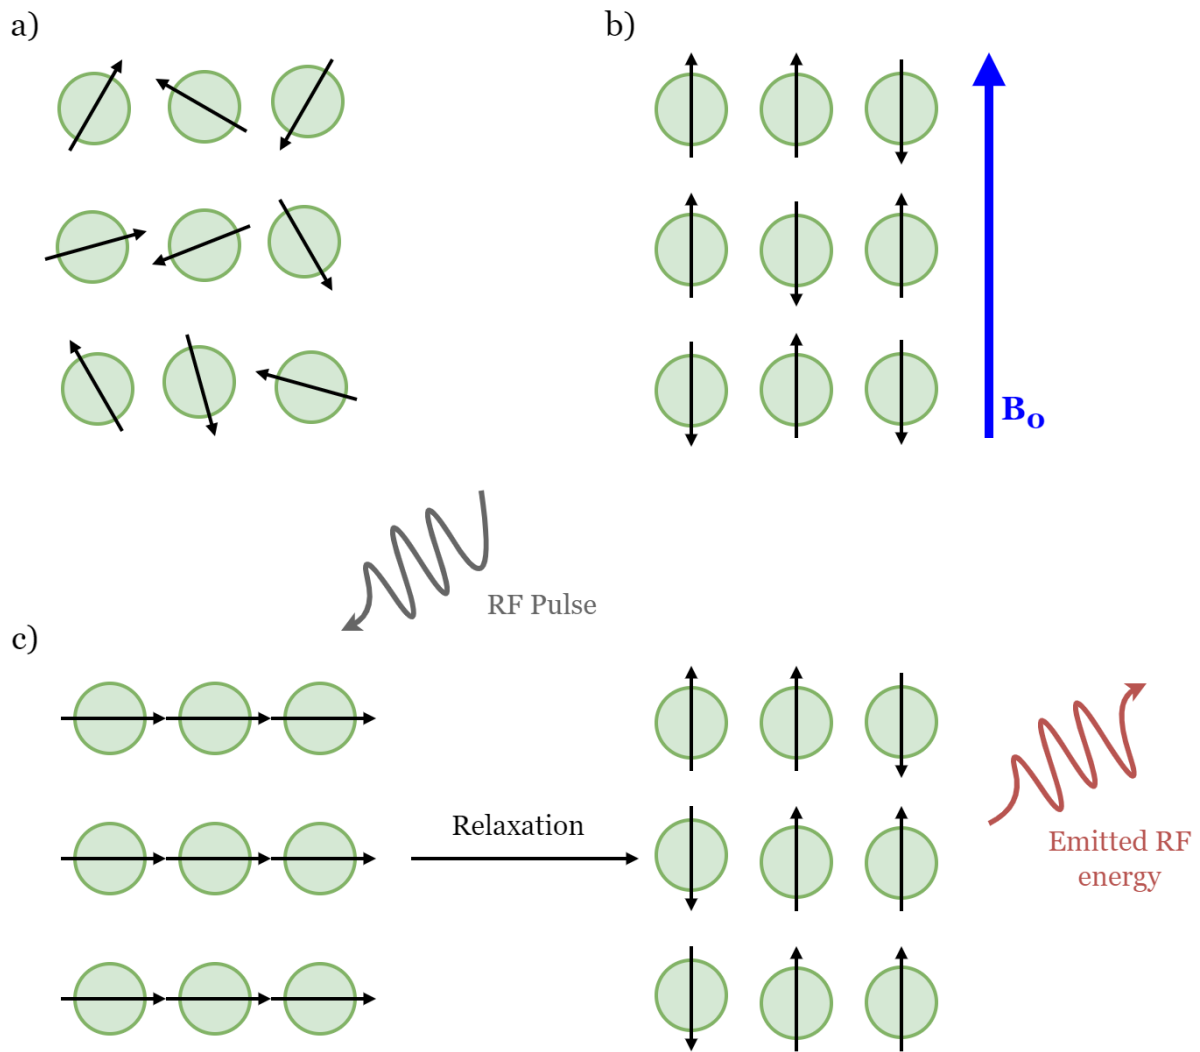 a)
b)
Bo
RF Pulse
c)
Relaxation
Emitted RF
energy